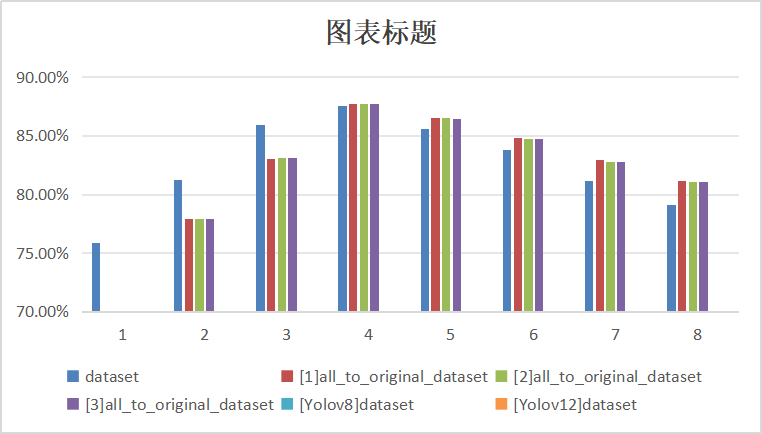 图表标题
90.00%
85.00%
80.00%
75.00%
70.00%
1 2 3 4 5 6 7 8
dataset [1]all_to_original_dataset [2]all_to_original_dataset
[3]all_to_original_dataset [Yolov8]dataset [Yolov12]dataset